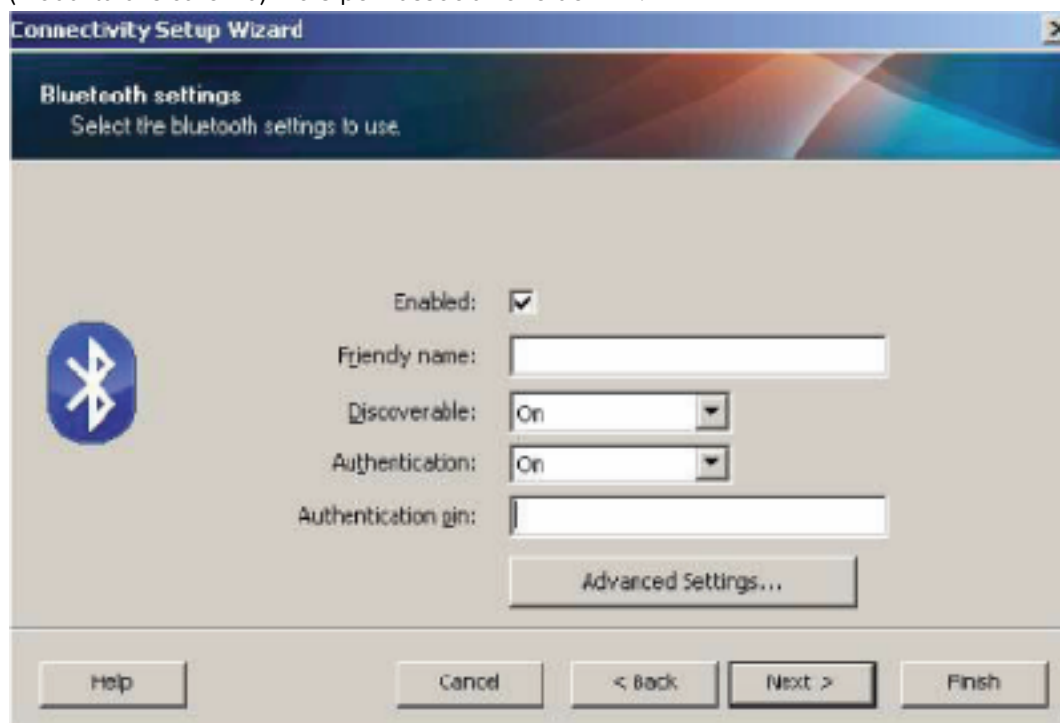 Connectivity Setup Wizard
Bluetooth settings
Select the bluetooth settings to use.
Enabled:
Friendly name:
Discoverable:
On
Authentication:
On
Authentication pin:
Advanced Settings...
Help
Cancel
< Back
Next >
Finish